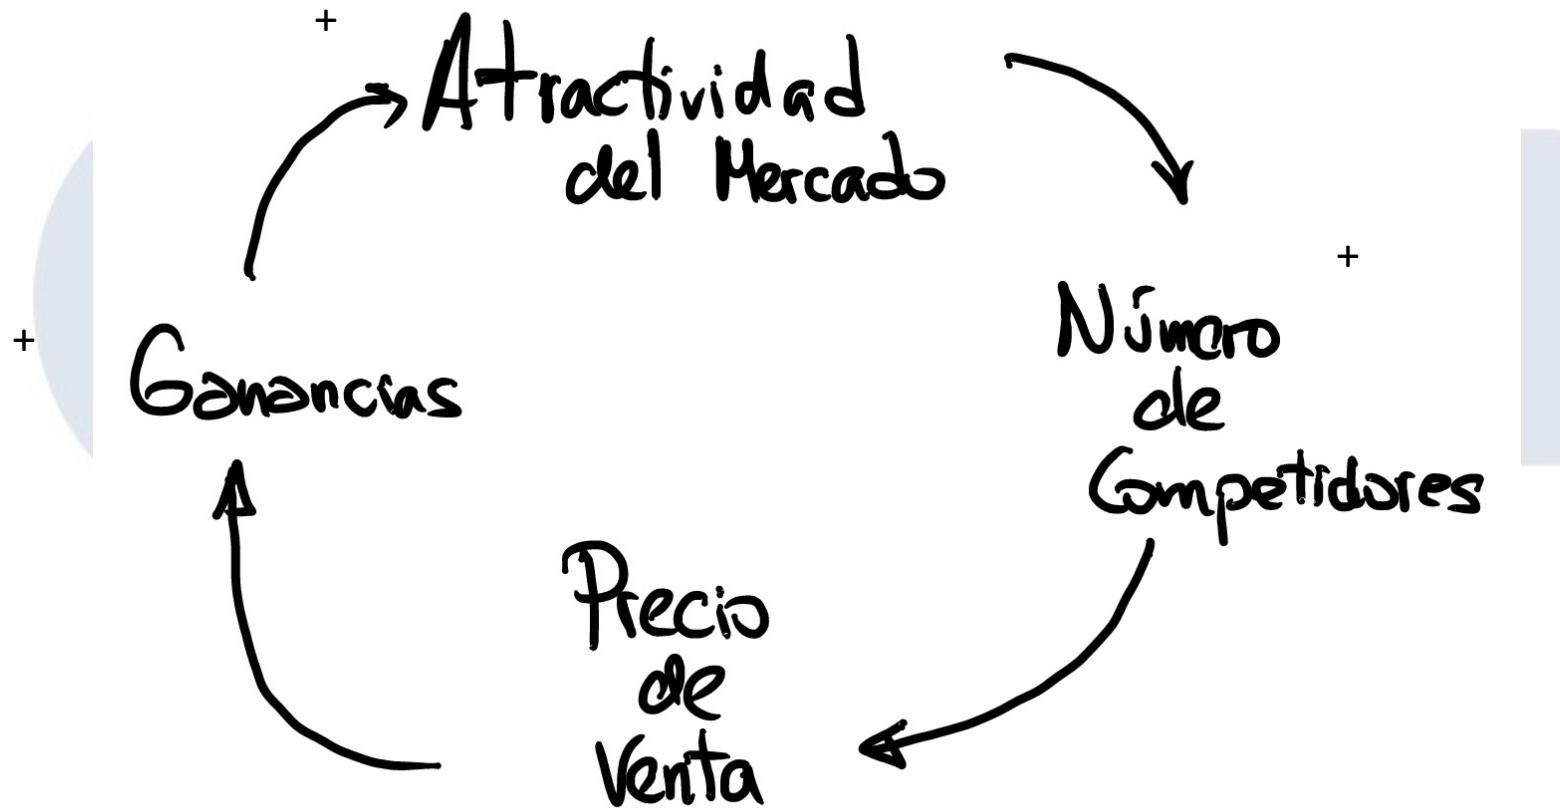 +
Atractividad
del Mercado
+
Número
de
Competidores
+
Ganancias
Precio
de
Venta